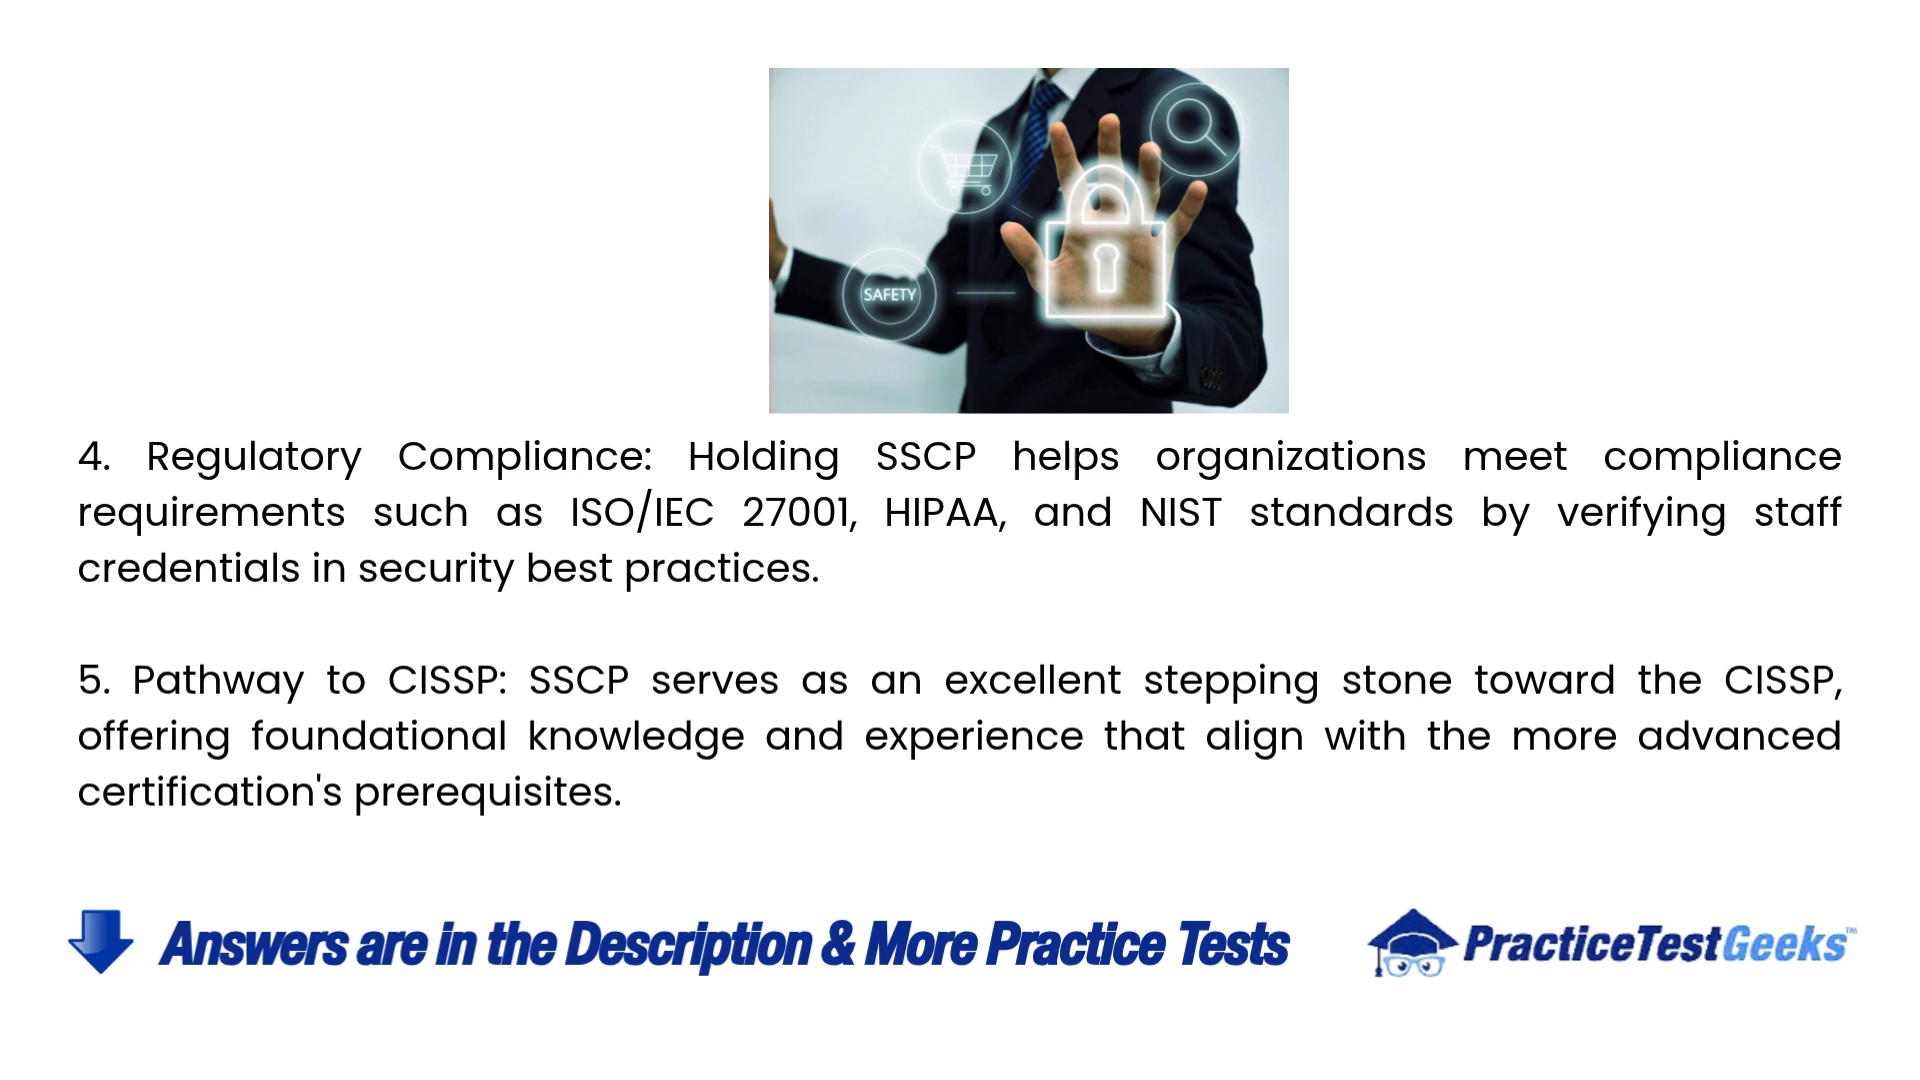 SAFETY
4. Regulatory Compliance: Holding SSCP helps organizations meet compliance
requirements such as ISO/IEC 27001, HIPAA, and NIST standards by verifying staff
credentials in security best practices.
5. Pathway to CISSP: SSCP serves as an excellent stepping stone toward the CISSP,
offering foundational knowledge and experience that align with the more advanced
certification's prerequisites.
Answers are in the Description & More Practice Tests
PracticeTestGeeks™